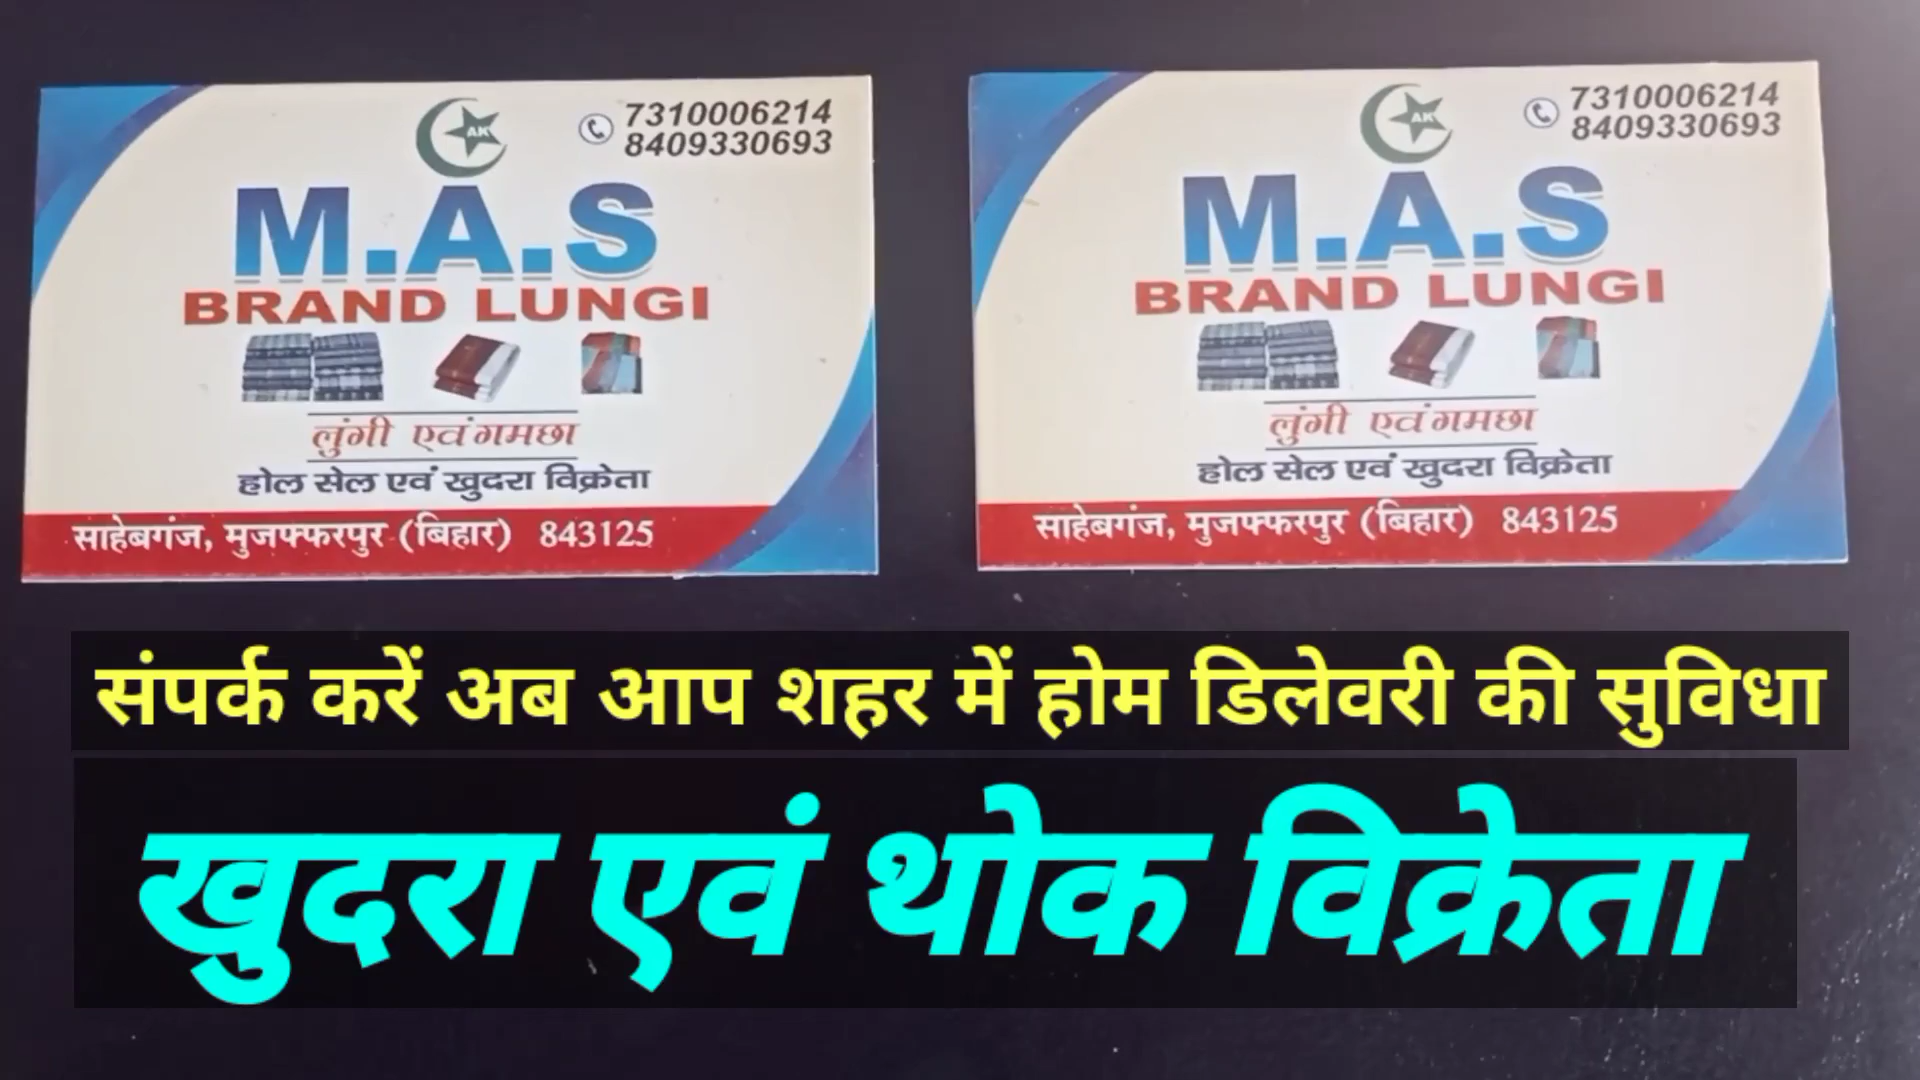 AK
7310006214
8409330693
M.A.S
BRAND LUNGI
लुंगी एवं गमछा
होल सेल एवं खुदरा विक्रेता
साहेबगंज, मुजफ्फरपुर (बिहार) 843125
AK
7310006214
8409330693
M.A.S
BRAND LUNGI
लुंगी एवं गमछा
होल सेल एवं खुदरा विक्रेता
साहेबगंज, मुजफ्फरपुर (बिहार) 843125
संपर्क करें अब आप शहर में होम डिलेवरी की सुविधा
खुदरा एवं थोक विक्रेता